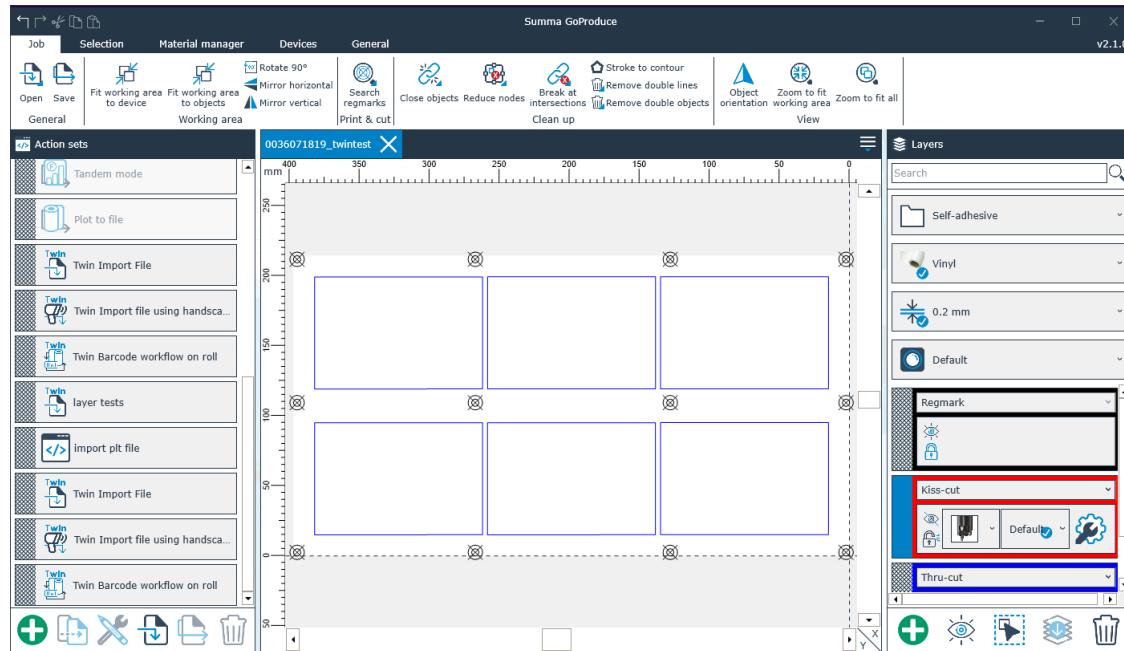 Summa GoProduce
Job Selection Material manager Devices General v2.1.
Open Save
General
Fit working area to device
Fit working area to objects
Rotate 90°
Mirror horizontal
Mirror vertical
Working area
Search regmarks
Print & cut
Close objects
Reduce nodes
Break at intersections
Stroke to contour
Remove double lines
Remove double objects
Clean up
Object orientation
Zoom to fit working area
Zoom to fit all
View
Action sets
Tandem mode
Plot to file
Twin
Twin Import File
Twin
Twin Import file using handsca...
Twin
Twin Barcode workflow on roll
Twin
layer tests
import plt file
Twin
Twin Import File
Twin
Twin Import file using handsca...
Twin
Twin Barcode workflow on roll
0036071819_twintest
mm 400 350 300 250 200 150 100 50 0
250
200
150
100
50
0
50
X
Y
Layers
Search
Self-adhesive
Vinyl
0.2 mm
Default
Regmark
Kiss-cut
Default
Thru-cut